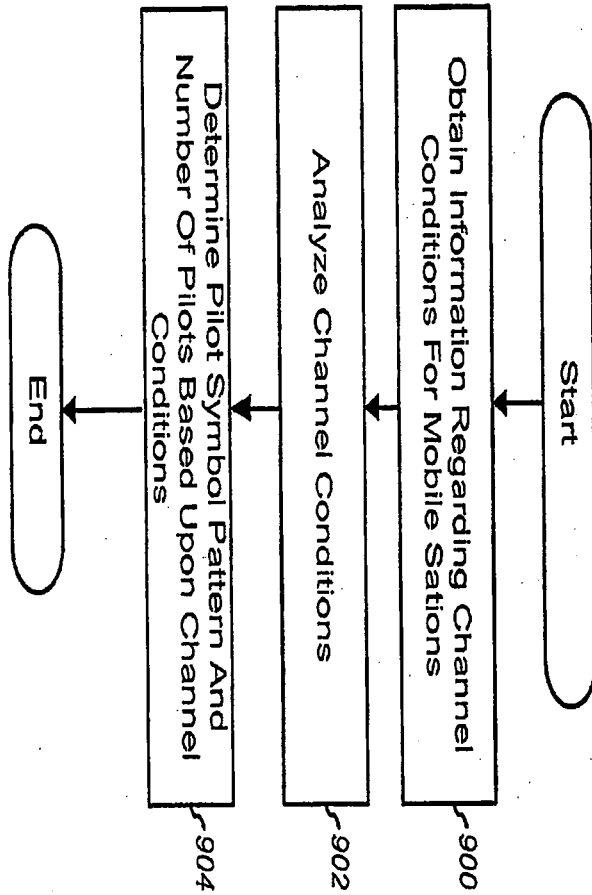 Start
Obtain Information Regarding Channel
Conditions For Mobile Sations
900
Analyze Channel Conditions
902
Determine Pilot Symbol Pattern And
Number Of Pilots Based Upon Channel
Conditions
904
End